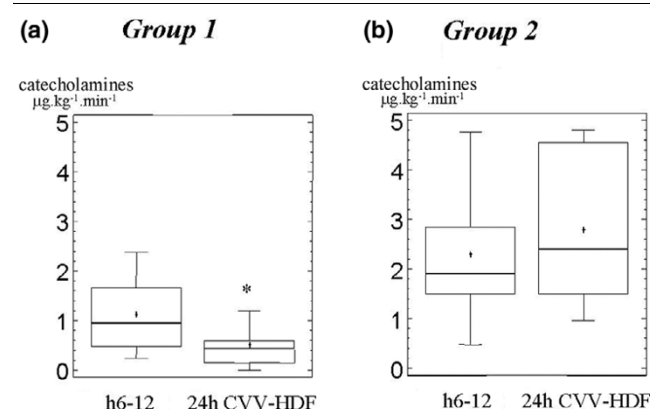 (a) Group 1
catecholamines
µg.kg⁻¹.min⁻¹
5
4
3
2
1
0
*
h6-12 24h CVV-HDF
(b) Group 2
catecholamines
µg.kg⁻¹.min⁻¹
5
4
3
2
1
0
h6-12 24h CVV-HDF